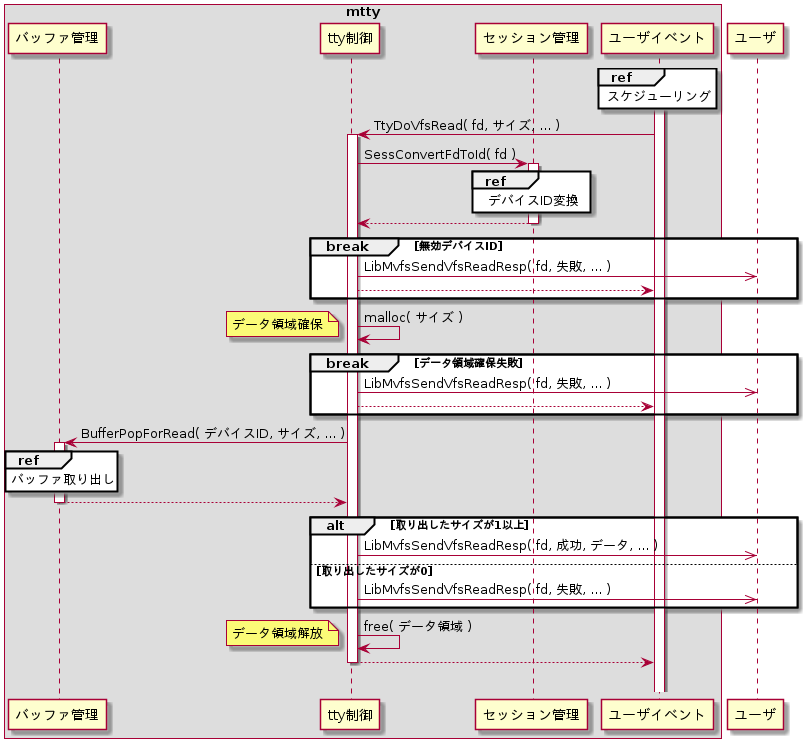 mtty
バッファ管理
tty制御
セッション管理
ユーザイベント
ユーザ
ref
スケジューリング
TtyDoVfsRead( fd, サイズ, ... )
SessConvertFdToId( fd )
ref
デバイスID変換
break [無効デバイスID]
LibMvfsSendVfsReadResp( fd, 失敗, ... )
データ領域確保
malloc( サイズ )
break [データ領域確保失敗]
LibMvfsSendVfsReadResp( fd, 失敗, ... )
BufferPopForRead( デバイスID, サイズ, ... )
ref
バッファ取り出し
alt [取り出したサイズが1以上]
LibMvfsSendVfsReadResp( fd, 成功, データ, ... )
[取り出したサイズが0]
LibMvfsSendVfsReadResp( fd, 失敗, ... )
データ領域解放
free( データ領域 )
バッファ管理
tty制御
セッション管理
ユーザイベント
ユーザ